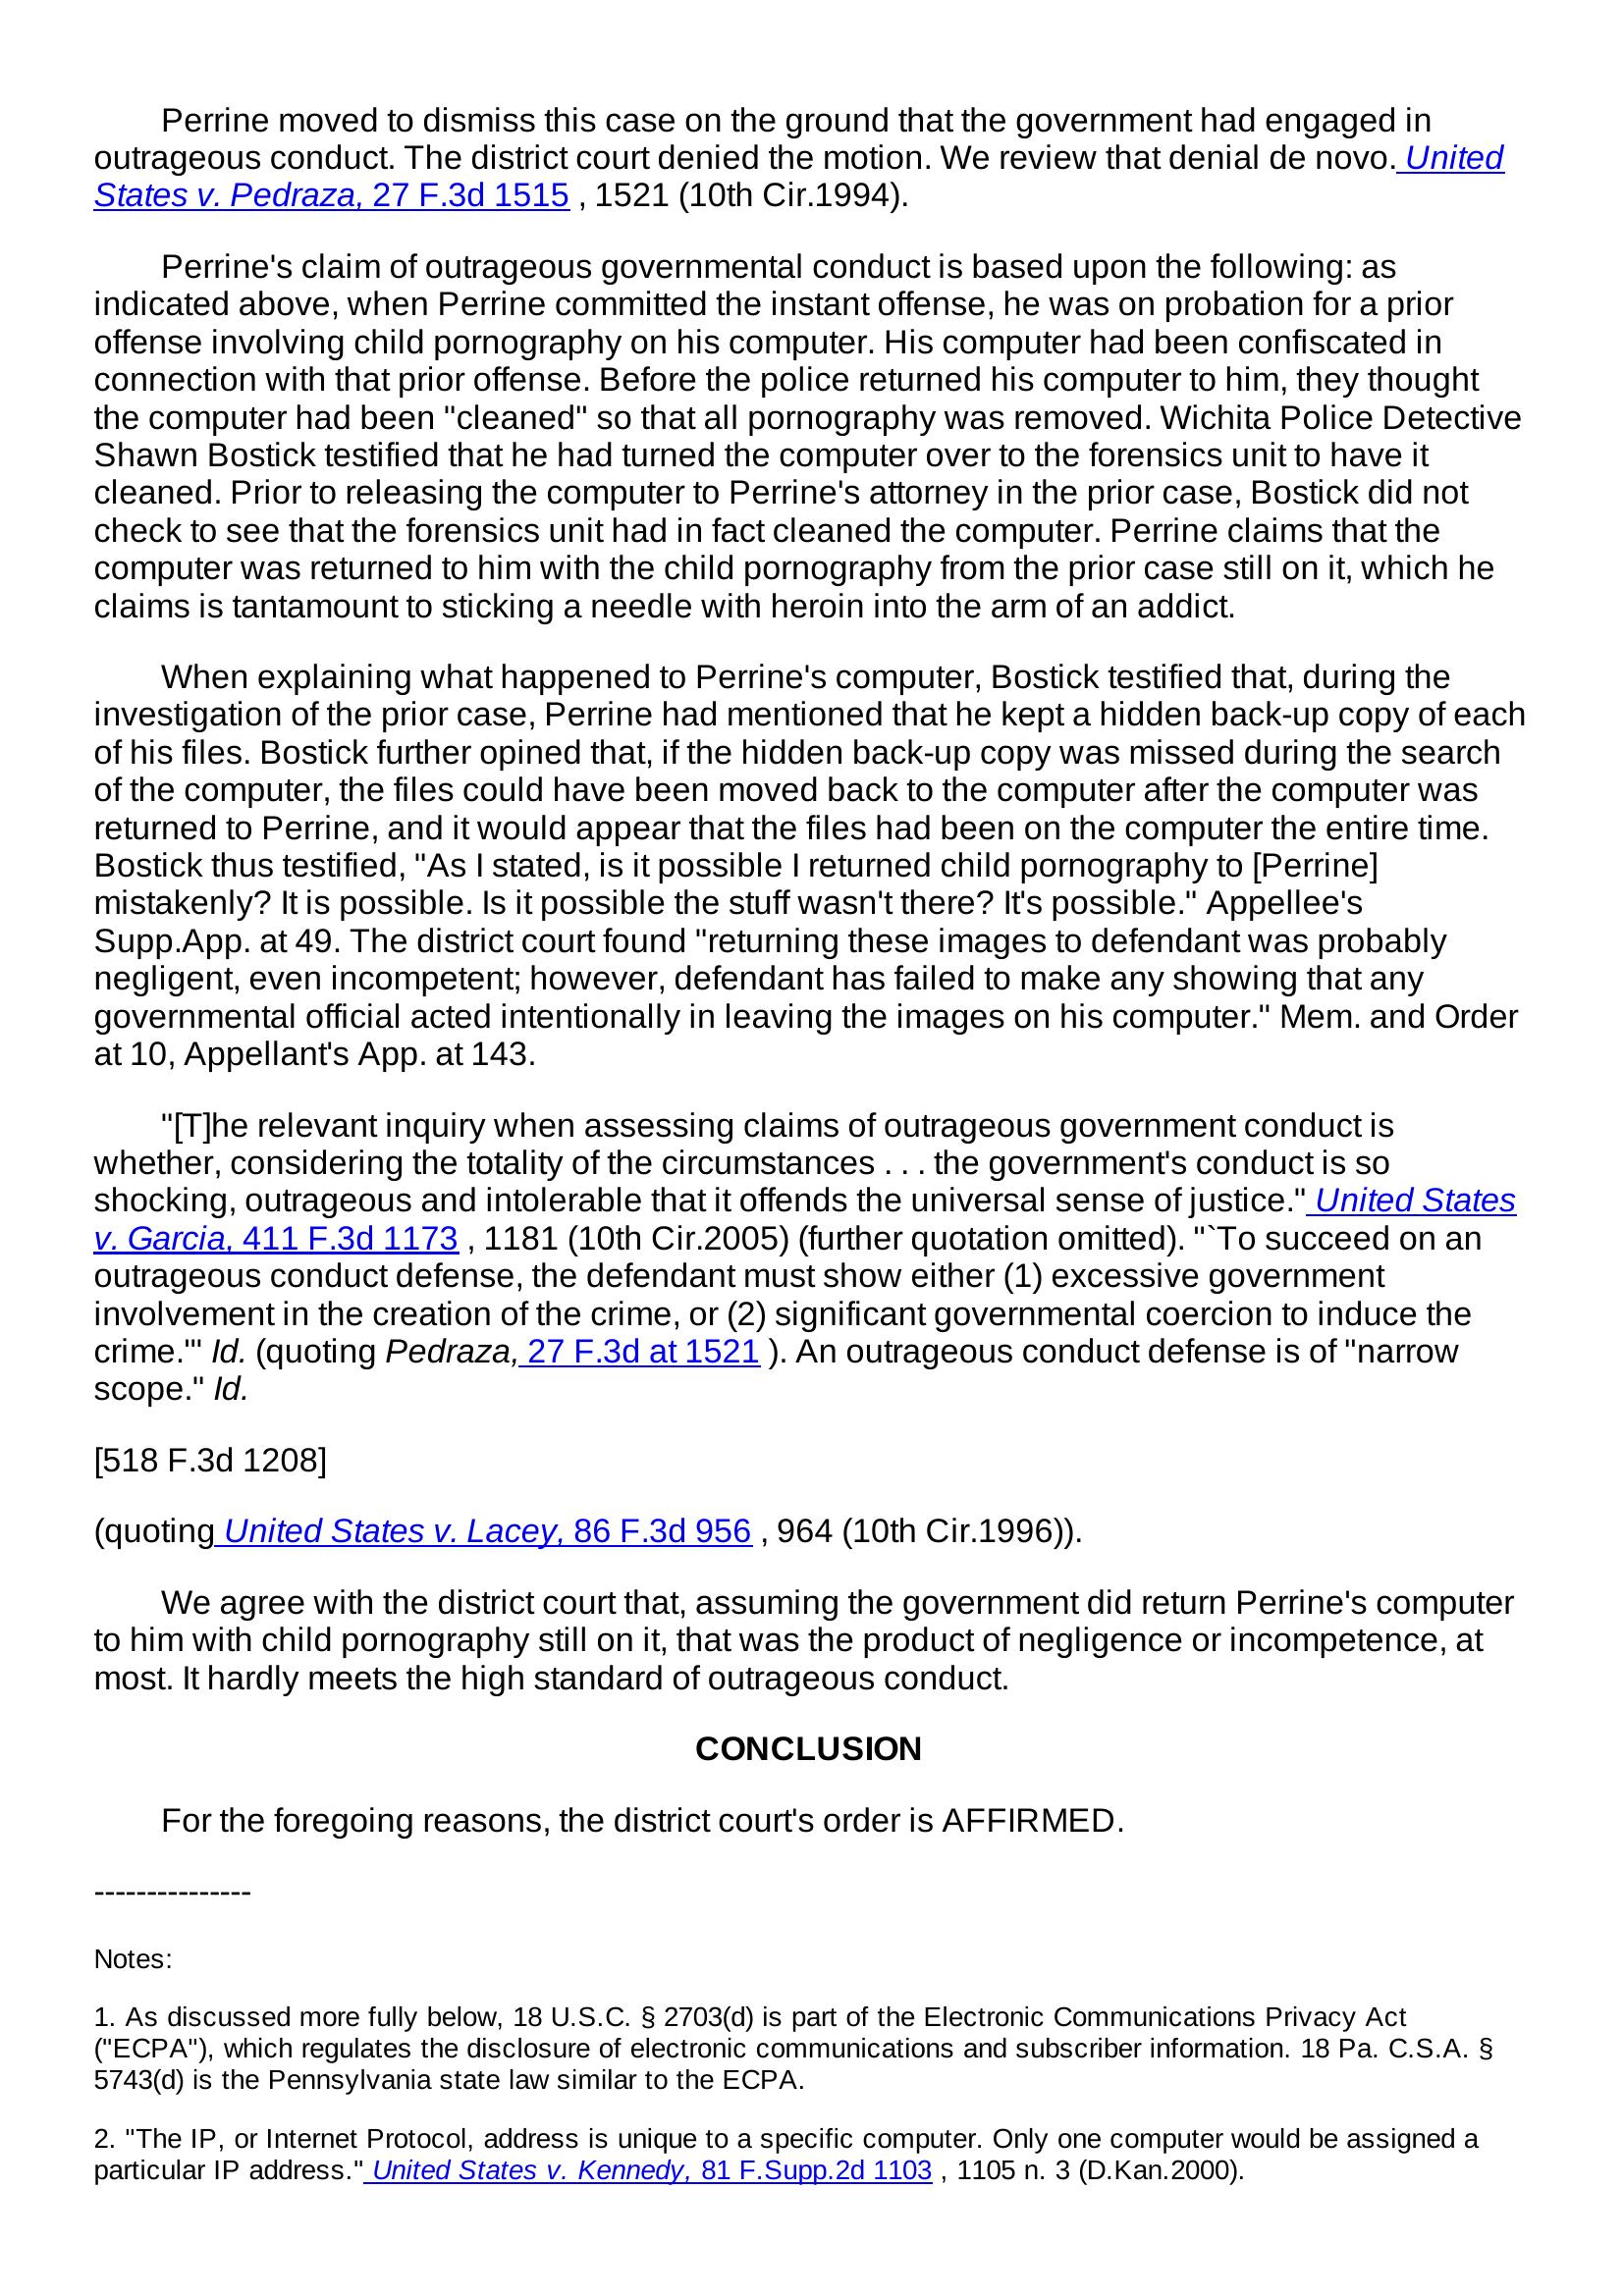 Perrine moved to dismiss this case on the ground that the government had engaged in
outrageous conduct. The district court denied the motion. We review that denial de novo. United
States v. Pedraza, 27 F.3d 1515 , 1521 (10th Cir.1994).
Perrine's claim of outrageous governmental conduct is based upon the following: as
indicated above, when Perrine committed the instant offense, he was on probation for a prior
offense involving child pornography on his computer. His computer had been confiscated in
connection with that prior offense. Before the police returned his computer to him, they thought
the computer had been "cleaned" so that all pornography was removed. Wichita Police Detective
Shawn Bostick testified that he had turned the computer over to the forensics unit to have it
cleaned. Prior to releasing the computer to Perrine's attorney in the prior case, Bostick did not
check to see that the forensics unit had in fact cleaned the computer. Perrine claims that the
computer was returned to him with the child pornography from the prior case still on it, which he
claims is tantamount to sticking a needle with heroin into the arm of an addict.
When explaining what happened to Perrine's computer, Bostick testified that, during the
investigation of the prior case, Perrine had mentioned that he kept a hidden back-up copy of each
of his files. Bostick further opined that, if the hidden back-up copy was missed during the search
of the computer, the files could have been moved back to the computer after the computer was
returned to Perrine, and it would appear that the files had been on the computer the entire time.
Bostick thus testified, "As I stated, is it possible I returned child pornography to [Perrine]
mistakenly? It is possible. Is it possible the stuff wasn't there? It's possible." Appellee's
Supp.App. at 49. The district court found "returning these images to defendant was probably
negligent, even incompetent; however, defendant has failed to make any showing that any
governmental official acted intentionally in leaving the images on his computer." Mem. and Order
at 10, Appellant's App. at 143.
"[T]he relevant inquiry when assessing claims of outrageous government conduct is
whether, considering the totality of the circumstances . . . the government's conduct is so
shocking, outrageous and intolerable that it offends the universal sense of justice." United States
v. Garcia, 411 F.3d 1173 , 1181 (10th Cir.2005) (further quotation omitted). "`To succeed on an
outrageous conduct defense, the defendant must show either (1) excessive government
involvement in the creation of the crime, or (2) significant governmental coercion to induce the
crime.'" Id. (quoting Pedraza, 27 F.3d at 1521 ). An outrageous conduct defense is of "narrow
scope." Id.
[518 F.3d 1208]
(quoting United States v. Lacey, 86 F.3d 956 , 964 (10th Cir.1996)).
We agree with the district court that, assuming the government did return Perrine's computer
to him with child pornography still on it, that was the product of negligence or incompetence, at
most. It hardly meets the high standard of outrageous conduct.
CONCLUSION
For the foregoing reasons, the district court's order is AFFIRMED.
---------------
Notes:
1. As discussed more fully below, 18 U.S.C. § 2703(d) is part of the Electronic Communications Privacy Act
("ECPA"), which regulates the disclosure of electronic communications and subscriber information. 18 Pa. C.S.A. §
5743(d) is the Pennsylvania state law similar to the ECPA.
2. "The IP, or Internet Protocol, address is unique to a specific computer. Only one computer would be assigned a
particular IP address." United States v. Kennedy, 81 F.Supp.2d 1103 , 1105 n. 3 (D.Kan.2000).